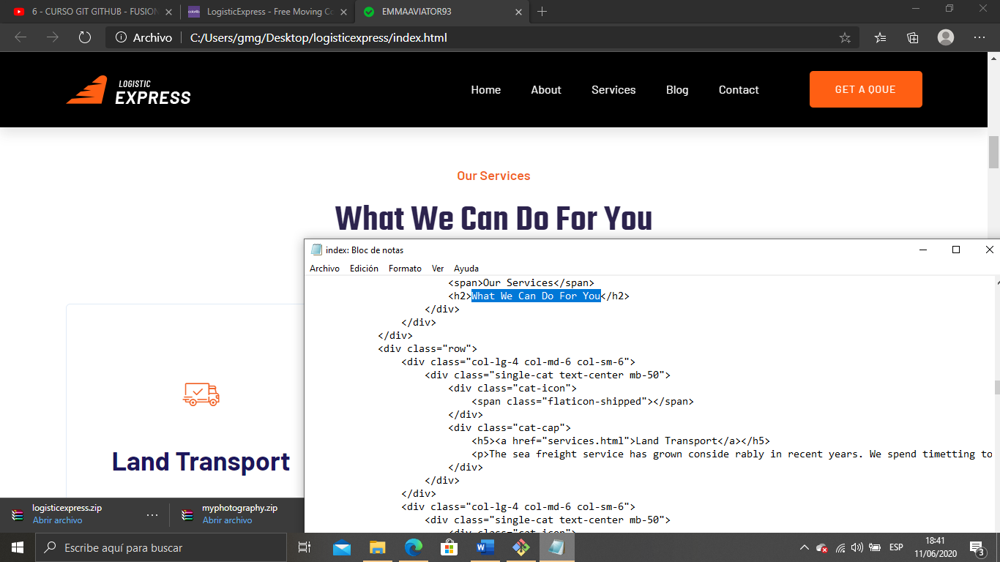 6 - CURSO GIT GITHUB - FUSION
LogisticExpress - Free Moving Co
EMMAAVIATOR93
Archivo
C:/Users/gmg/Desktop/logisticexpress/index.html
LOGISTIC
EXPRESS
Home
About
Services
Blog
Contact
GET A QOUE
Our Services
What We Can Do For You
index: Bloc de notas
Archivo Edición Formato Ver Ayuda
<span>Our Services</span>
<h2>What We Can Do For You</h2>
</div>
</div>
</div>
<div class="row">
<div class="col-lg-4 col-md-6 col-sm-6">
<div class="single-cat text-center mb-50">
<div class="cat-icon">
<span class="flaticon-shipped"></span>
</div>
<div class="cat-cap">
<h5><a href="services.html">Land Transport</a></h5>
<p>The sea freight service has grown conside rably in recent years. We spend timetting to
</div>
</div>
</div>
<div class="col-lg-4 col-md-6 col-sm-6">
<div class="single-cat text-center mb-50">
<div class="cat-icon">
Land Transport
logisticexpress.zip
Abrir archivo
myphotography.zip
Abrir archivo
Escribe aquí para buscar
ESP
18:41
11/06/2020
3